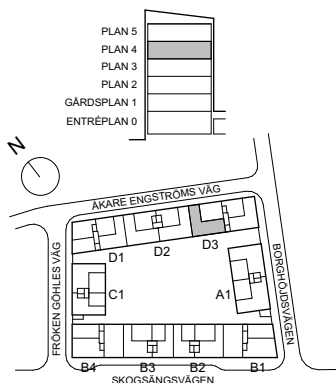 PLAN 5
PLAN 4
PLAN 3
PLAN 2
GÅRDSPLAN 1
ENTRÉPLAN 0
N
ÅKARE ENGSTRÖMS VÄG
D3
D2
D1
FRÖKEN GÖHLES VÄG
BORGHÖJDSVÄGEN
C1
A1
B4
B3
B2
B1
SKOGSÄNGSVÄGEN